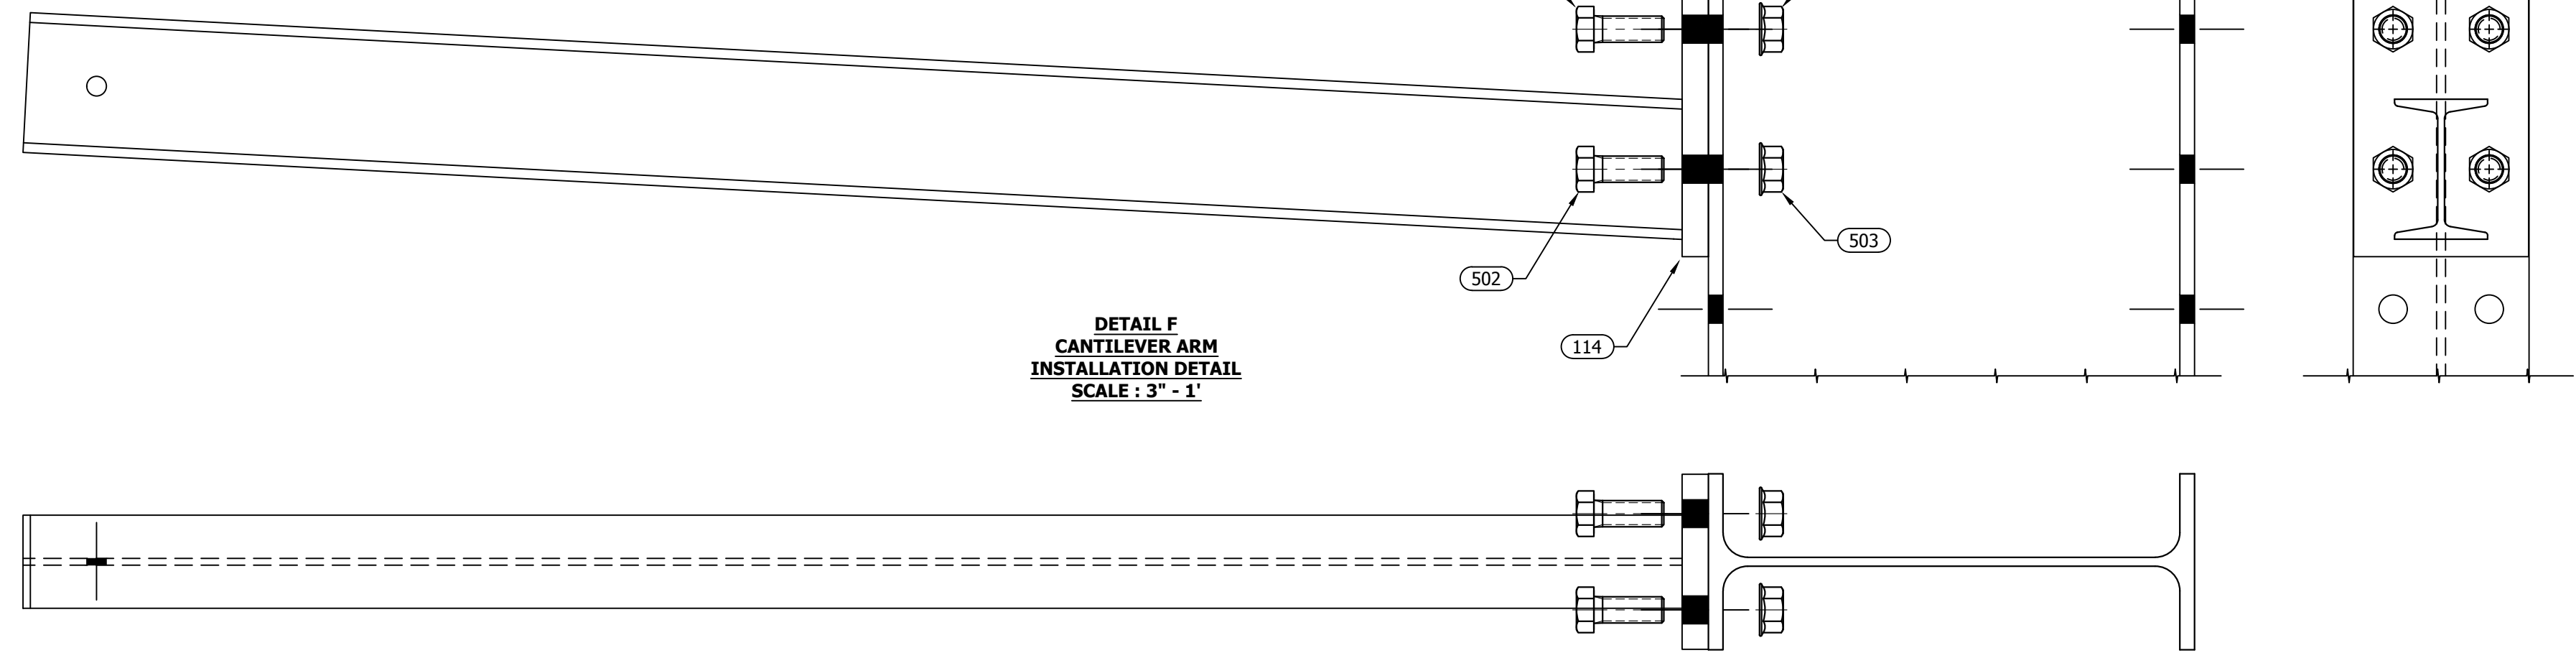 503
502
DETAIL F
CANTILEVER ARM
INSTALLATION DETAIL
SCALE : 3" - 1'
114